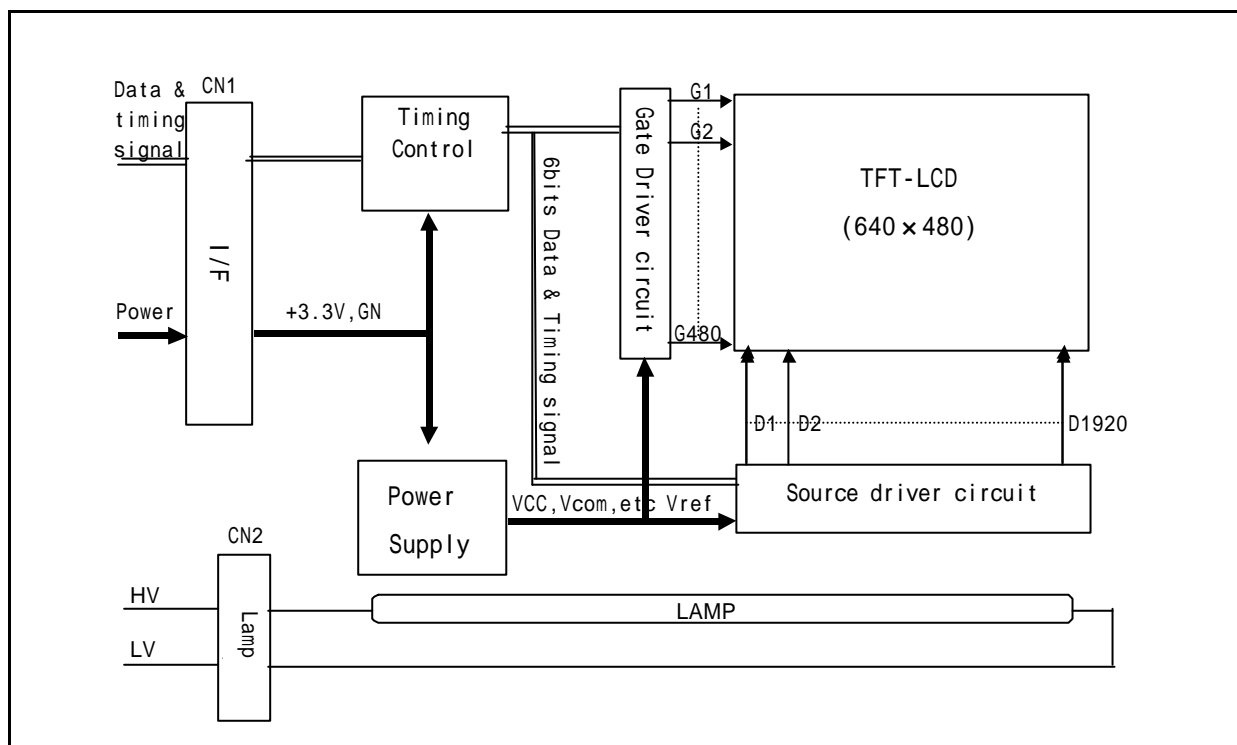 Data &
timing
signal
CN1
I/F
Power
+3.3V,GN
Timing
Control
6bits Data & Timing signal
Gate Driver circuit
G1
G2
G480
TFT-LCD
(640×480)
D1
D2
D1920
Source driver circuit
Power
Supply
VCC,Vcom,etc Vref
CN2
HV
LV
Lamp
LAMP